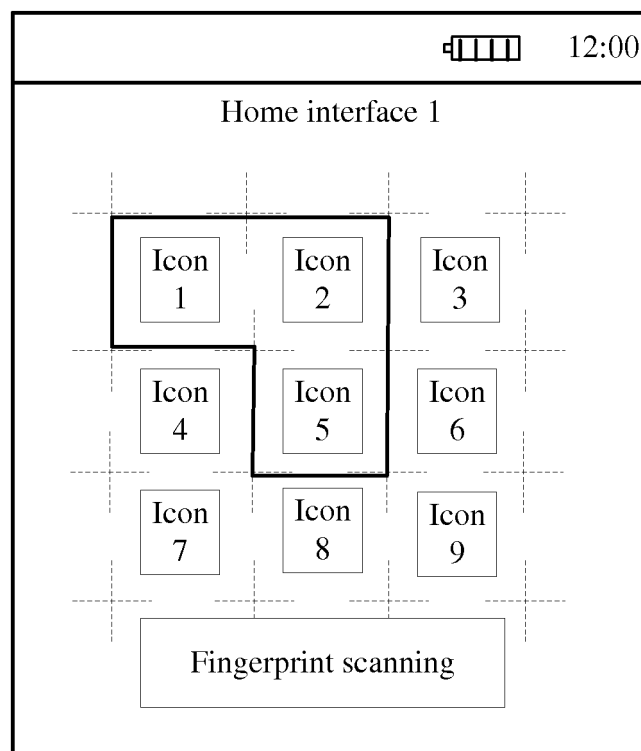 12:00
Home interface 1
Icon
1
Icon
2
Icon
3
Icon
4
Icon
5
Icon
6
Icon
7
Icon
8
Icon
9
Fingerprint scanning